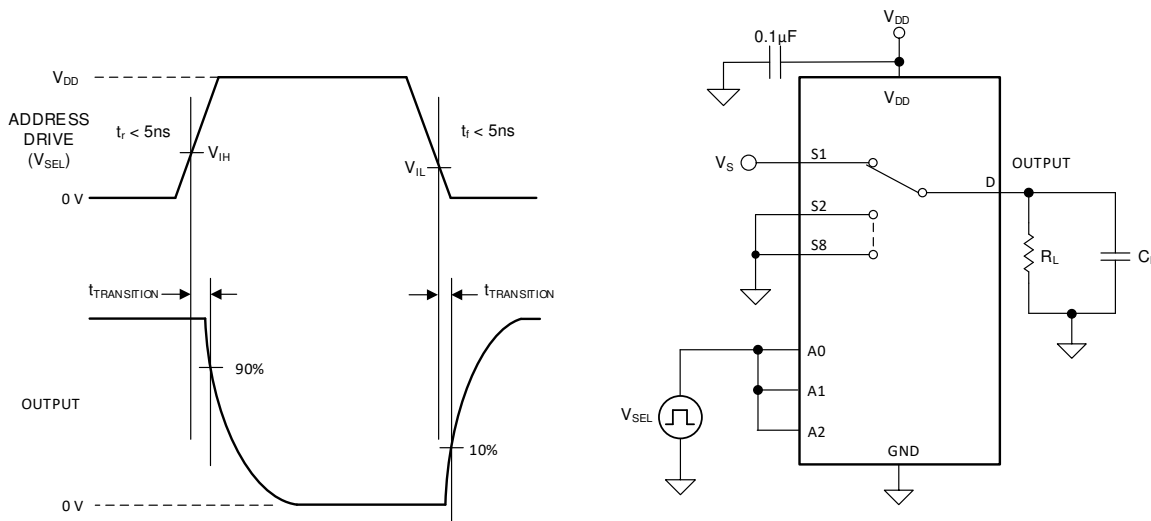 V_DD
ADDRESS
DRIVE
(V_SEL)
t_r < 5ns
t_f < 5ns
V_IH
V_IL
0 V
t_TRANSITION
t_TRANSITION
90%
OUTPUT
10%
0 V
V_DD
0.1µF
V_DD
V_S
S1
OUTPUT
D
S2
S8
R_L
A0
A1
V_SEL
A2
GND